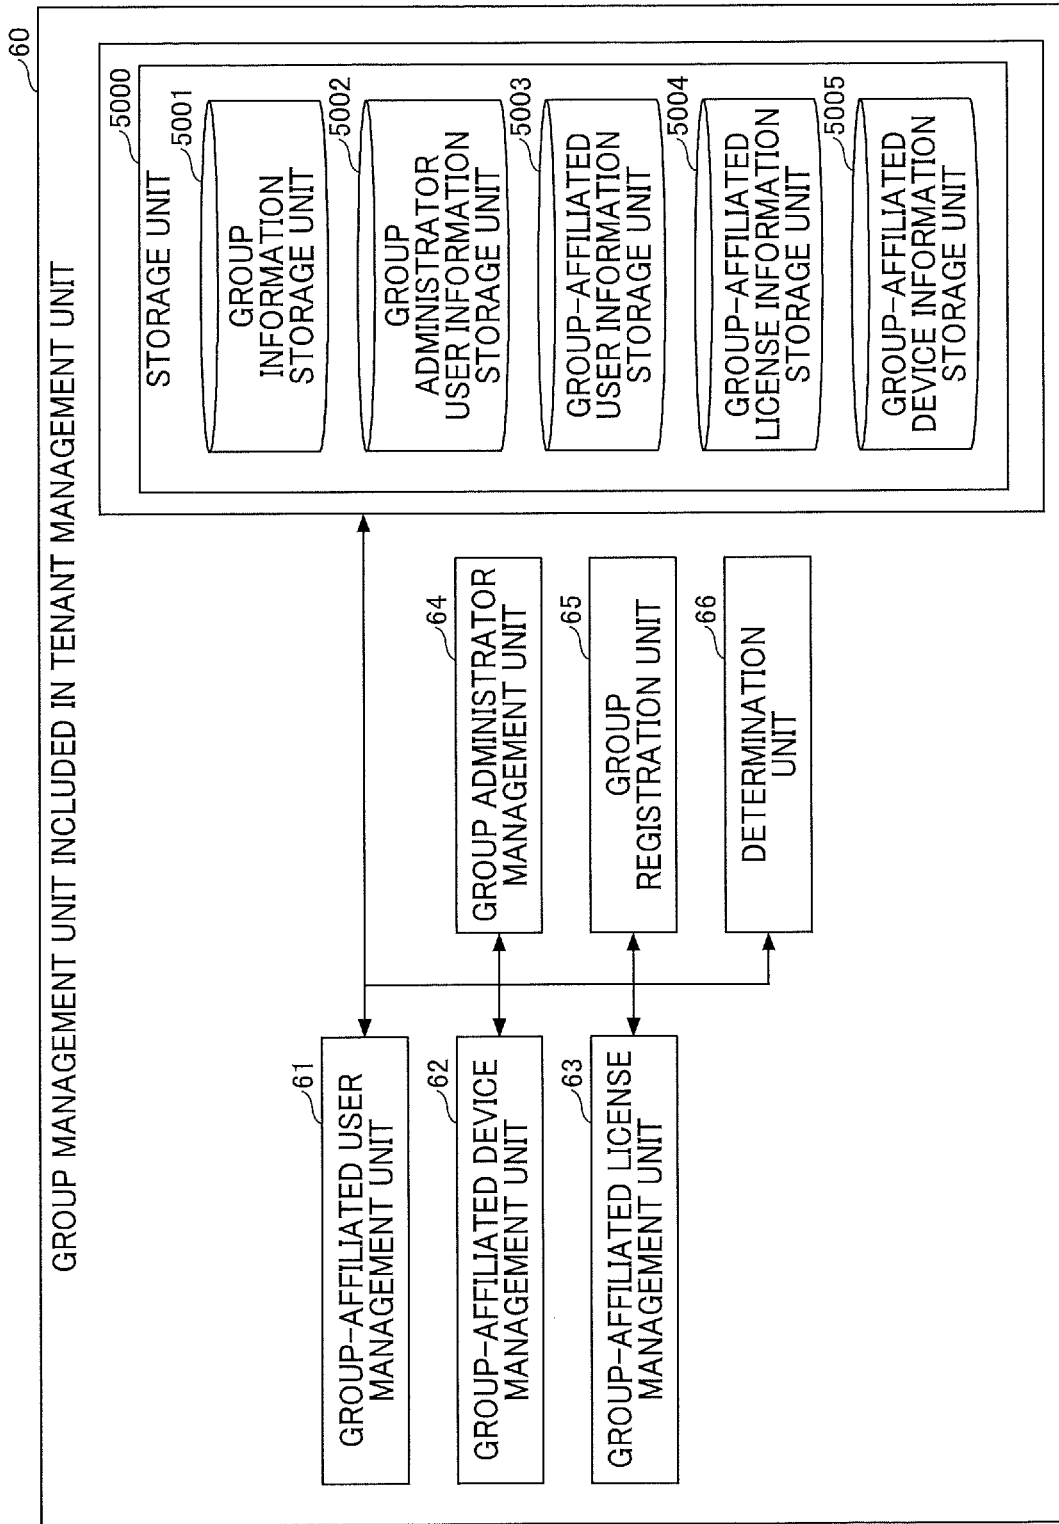 60
GROUP MANAGEMENT UNIT INCLUDED IN TENANT MANAGEMENT UNIT
61
GROUP-AFFILIATED USER
MANAGEMENT UNIT
62
GROUP-AFFILIATED DEVICE
MANAGEMENT UNIT
63
GROUP-AFFILIATED LICENSE
MANAGEMENT UNIT
64
GROUP ADMINISTRATOR
MANAGEMENT UNIT
65
GROUP
REGISTRATION UNIT
66
DETERMINATION
UNIT
5000
STORAGE UNIT
5001
GROUP
INFORMATION
STORAGE UNIT
5002
GROUP
ADMINISTRATOR
USER INFORMATION
STORAGE UNIT
5003
GROUP-AFFILIATED
USER INFORMATION
STORAGE UNIT
5004
GROUP-AFFILIATED
LICENSE INFORMATION
STORAGE UNIT
5005
GROUP-AFFILIATED
DEVICE INFORMATION
STORAGE UNIT